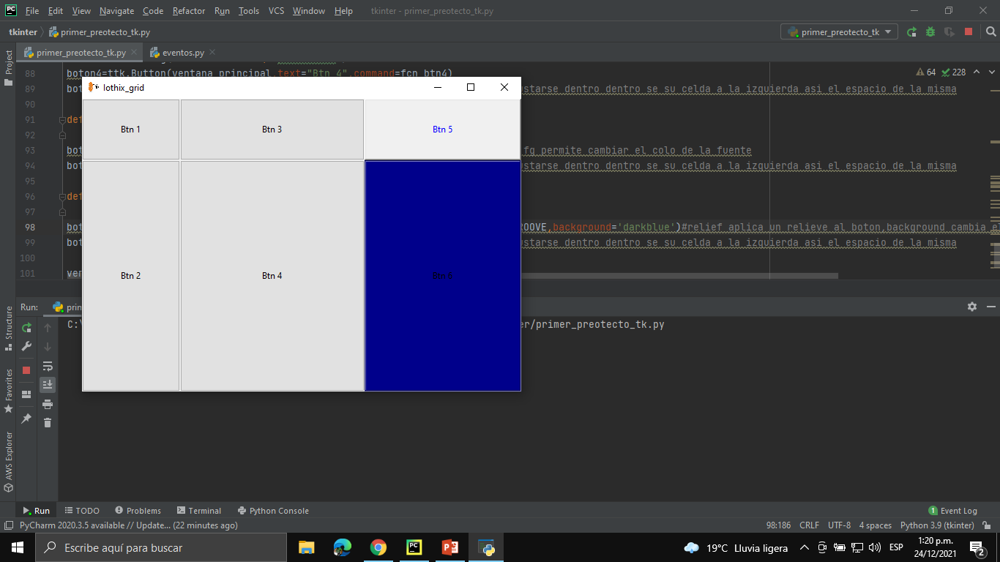 File Edit View Navigate Code Refactor Run Tools VCS Window Help tkinter - primer_preotecto_tk.py
tkinter primer_preotecto_tk.py primer_preotecto_tk
Project
primer_preotecto_tk.py eventos.py
88 boton4=ttk.Button(ventana_principal,text="Btn 4",command=fcn_btn4) 64 228
lothix_grid
89 bot ustarse dentro dentro se su celda a la izquierda asi el espacio de la misma
90
91 def
92
93 bot fg permite cambiar el colo de la fuente
94 bot ustarse dentro dentro se su celda a la izquierda asi el espacio de la misma
95
96 def
97
98 bot ROOVE,background='darkblue')#relief aplica un relieve al boton,background cambia el
99 bot ustarse dentro dentro se su celda a la izquierda asi el espacio de la misma
100
101 ven
Btn 1 Btn 3 Btn 5
Btn 2 Btn 4 Btn 6
Run: prim
C:\ er/primer_preotecto_tk.py
Structure
Favorites
AWS Explorer
Run TODO Problems Terminal Python Console 1 Event Log
PyCharm 2020.3.5 available // Update... (22 minutes ago) 98:186 CRLF UTF-8 4 spaces Python 3.9 (tkinter)
Escribe aquí para buscar 19°C Lluvia ligera ESP 1:20 p.m.
24/12/2021 2